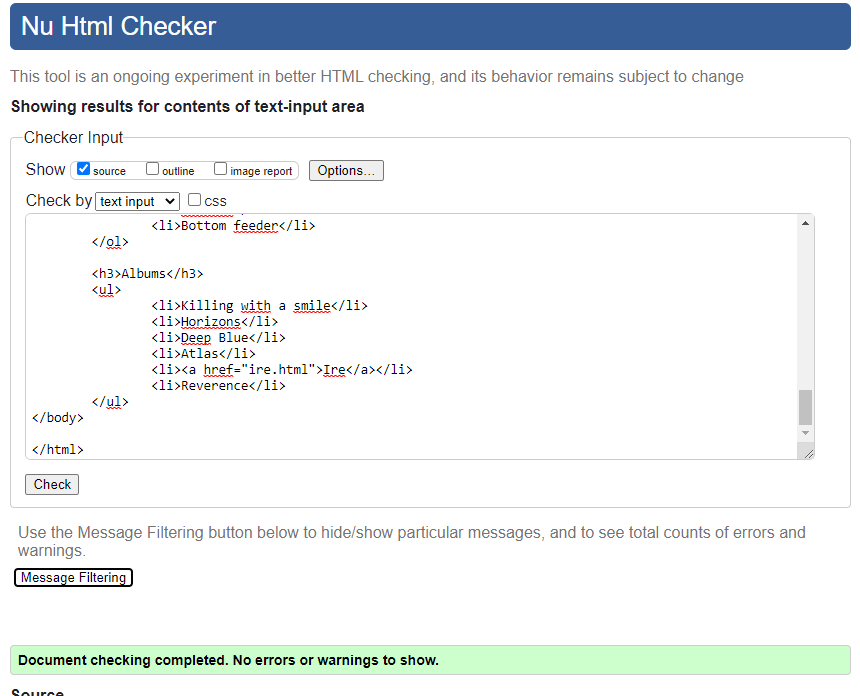 Nu Html Checker
This tool is an ongoing experiment in better HTML checking, and its behavior remains subject to change
Showing results for contents of text-input area
Checker Input
Show source outline image report Options...
Check by text input css
<li>Bottom feeder</li>
</ol>
<h3>Albums</h3>
<ul>
<li>Killing with a smile</li>
<li>Horizons</li>
<li>Deep Blue</li>
<li>Atlas</li>
<li><a href="ire.html">Ire</a></li>
<li>Reverence</li>
</ul>
</body>
</html>
Check
Use the Message Filtering button below to hide/show particular messages, and to see total counts of errors and
warnings.
Message Filtering
Document checking completed. No errors or warnings to show.
Source